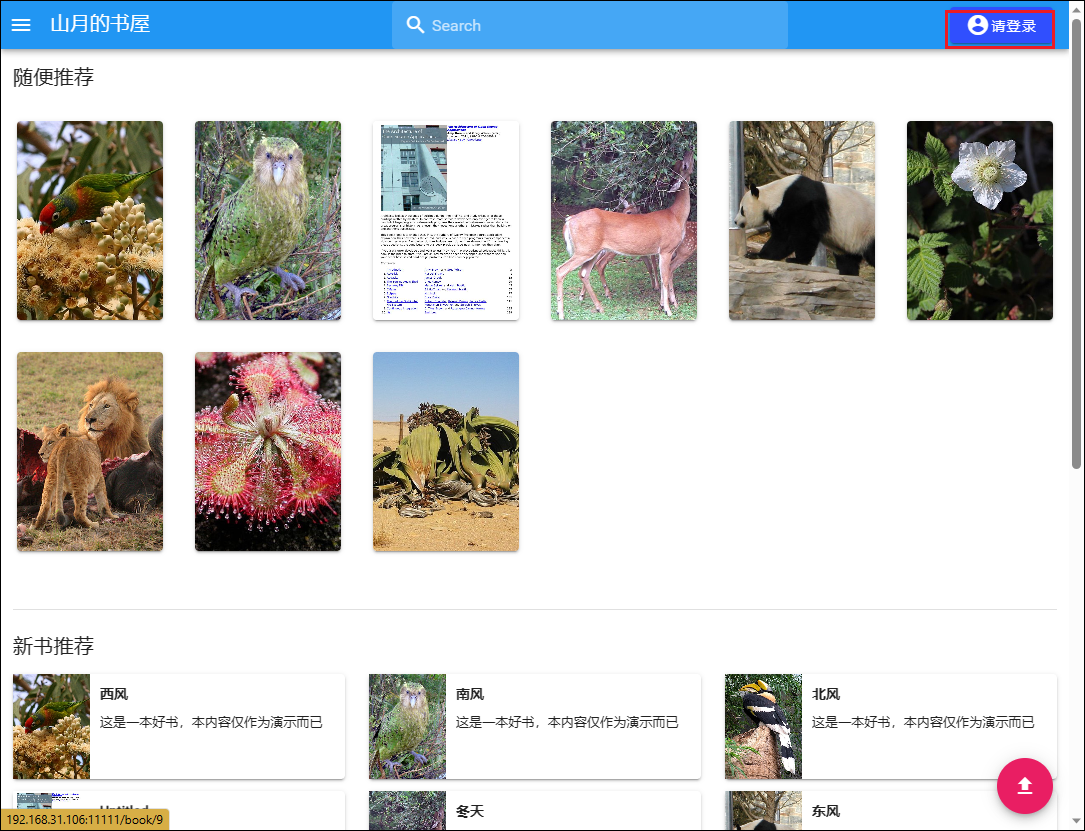 山月的书屋
Search
请登录
随便推荐
新书推荐
西风
这是一本好书，本内容仅作为演示而已
南风
这是一本好书，本内容仅作为演示而已
北风
这是一本好书，本内容仅作为演示而已
Untitled
冬天
东风
192.168.31.106:11111/book/9